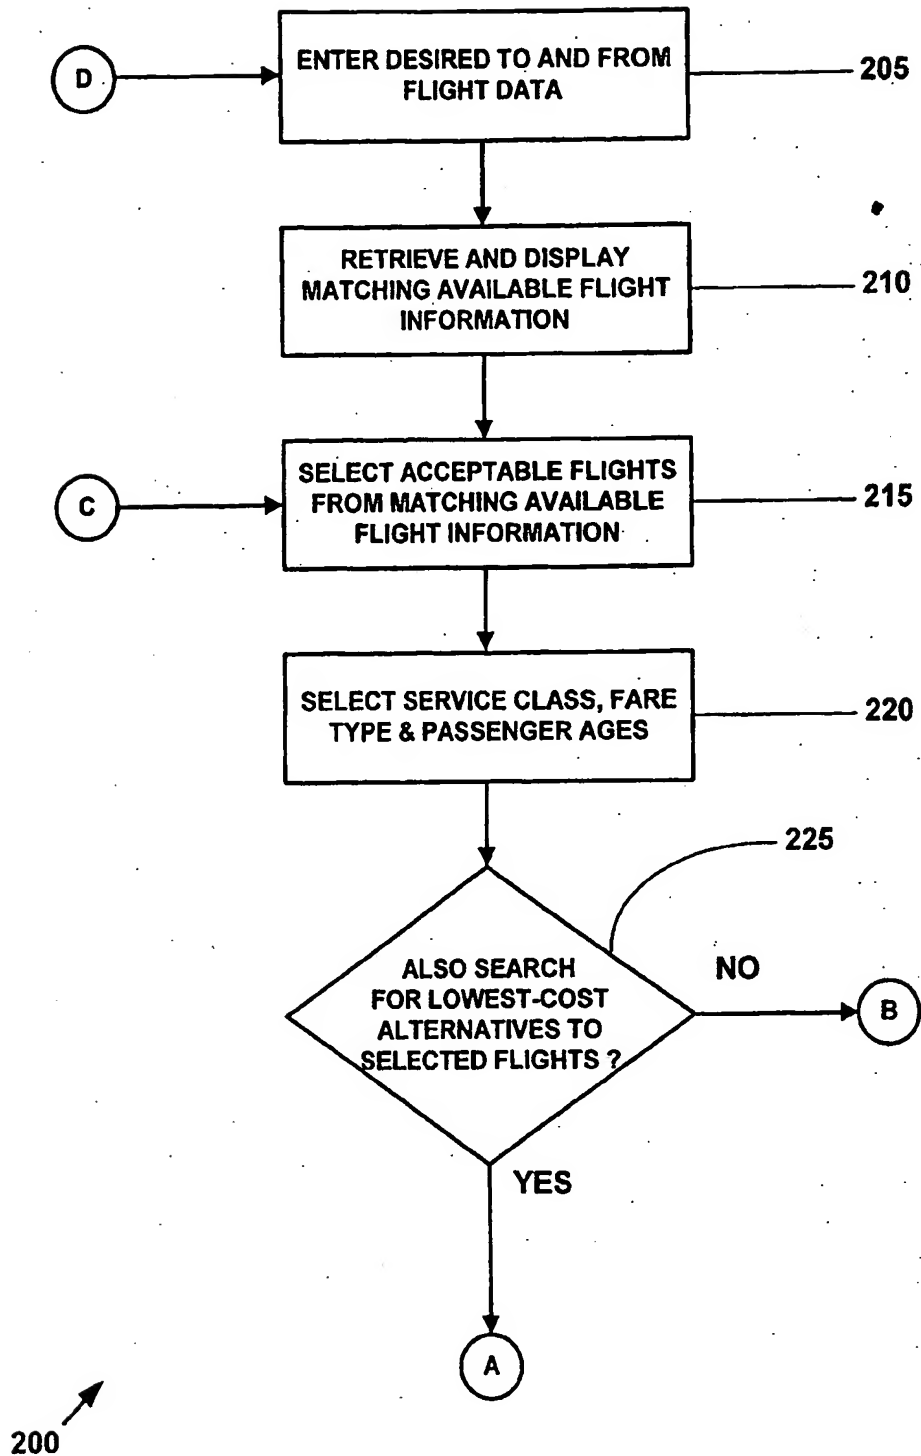 D
ENTER DESIRED TO AND FROM
FLIGHT DATA
205
RETRIEVE AND DISPLAY
MATCHING AVAILABLE FLIGHT
INFORMATION
210
C
SELECT ACCEPTABLE FLIGHTS
FROM MATCHING AVAILABLE
FLIGHT INFORMATION
215
SELECT SERVICE CLASS, FARE
TYPE & PASSENGER AGES
220
225
ALSO SEARCH
FOR LOWEST-COST
ALTERNATIVES TO
SELECTED FLIGHTS ?
NO
B
YES
A
200